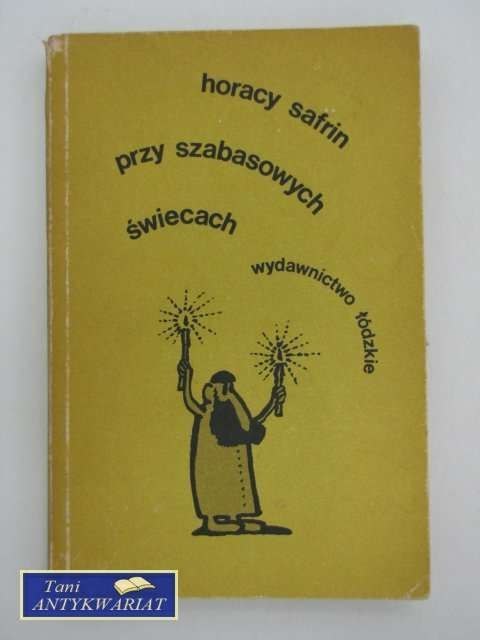 horacy safrin
przy szabasowych
świecach
wydawnictwo łódzkie
Tani
ANTYKWARIAT